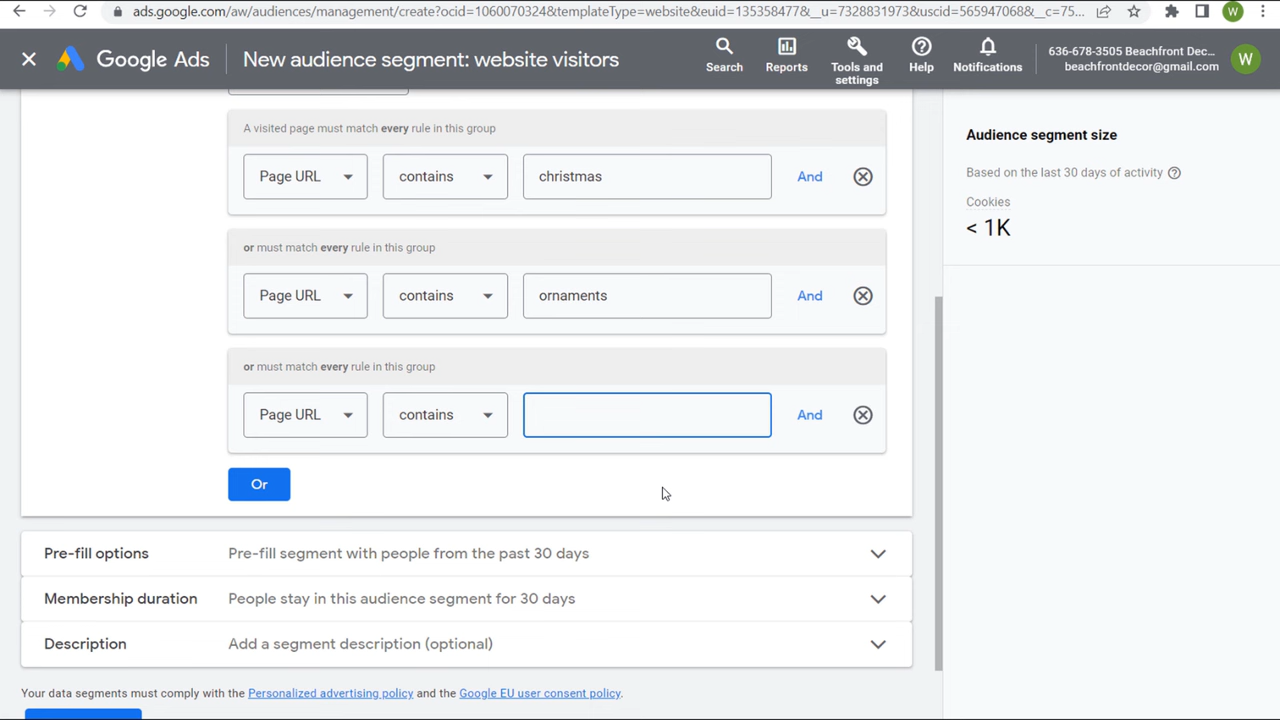 ads.google.com/aw/audiences/management/create?ocid=1060070324&templateType=website&euid=135358477&__u=7328831973&uscid=565947068&__c=75...
W
Google Ads
New audience segment: website visitors
Search
Reports
Tools and settings
Help
Notifications
636-678-3505 Beachfront Dec...
beachfrontdecor@gmail.com
W
A visited page must match every rule in this group
Page URL contains christmas And
or must match every rule in this group
Page URL contains ornaments And
or must match every rule in this group
Page URL contains And
Or
Audience segment size
Based on the last 30 days of activity
Cookies
< 1K
Pre-fill options Pre-fill segment with people from the past 30 days
Membership duration People stay in this audience segment for 30 days
Description Add a segment description (optional)
Your data segments must comply with the Personalized advertising policy and the Google EU user consent policy.